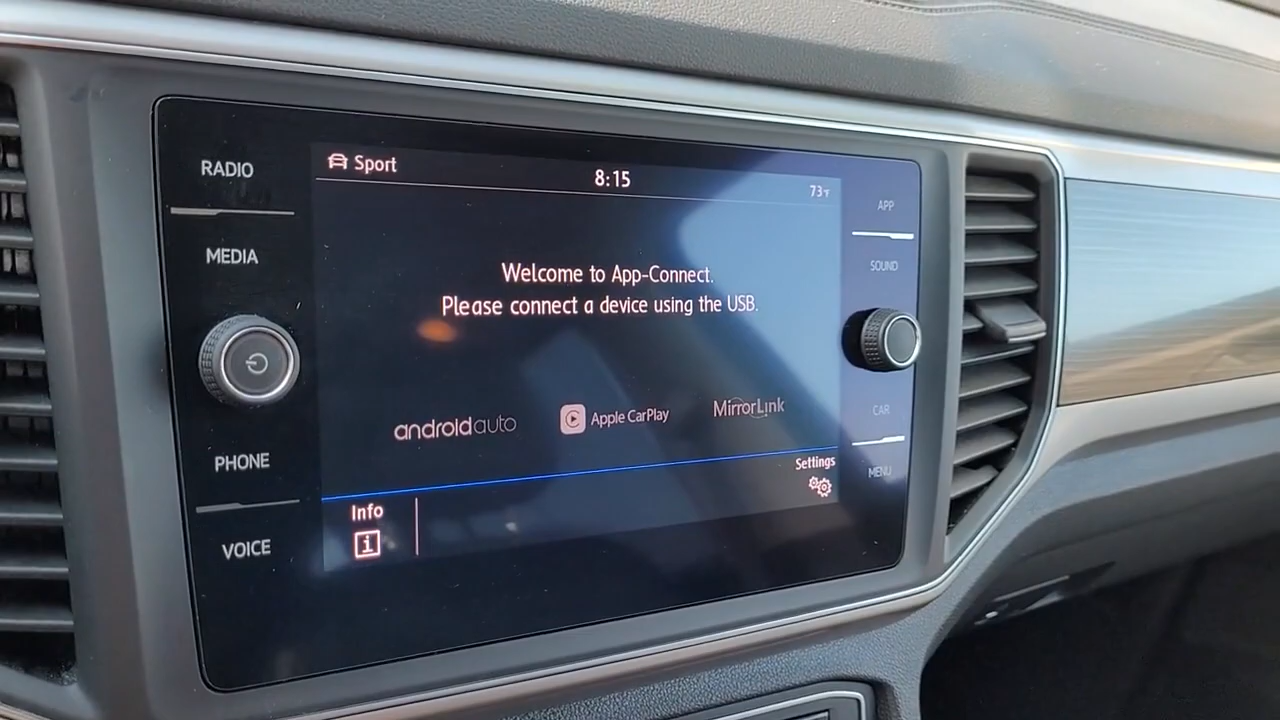 RADIO
MEDIA
PHONE
VOICE
Sport
8:15
73°F
Welcome to App-Connect.
Please connect a device using the USB.
androidauto
Apple CarPlay
MirrorLink
Settings
Info
i
APP
SOUND
CAR
MENU